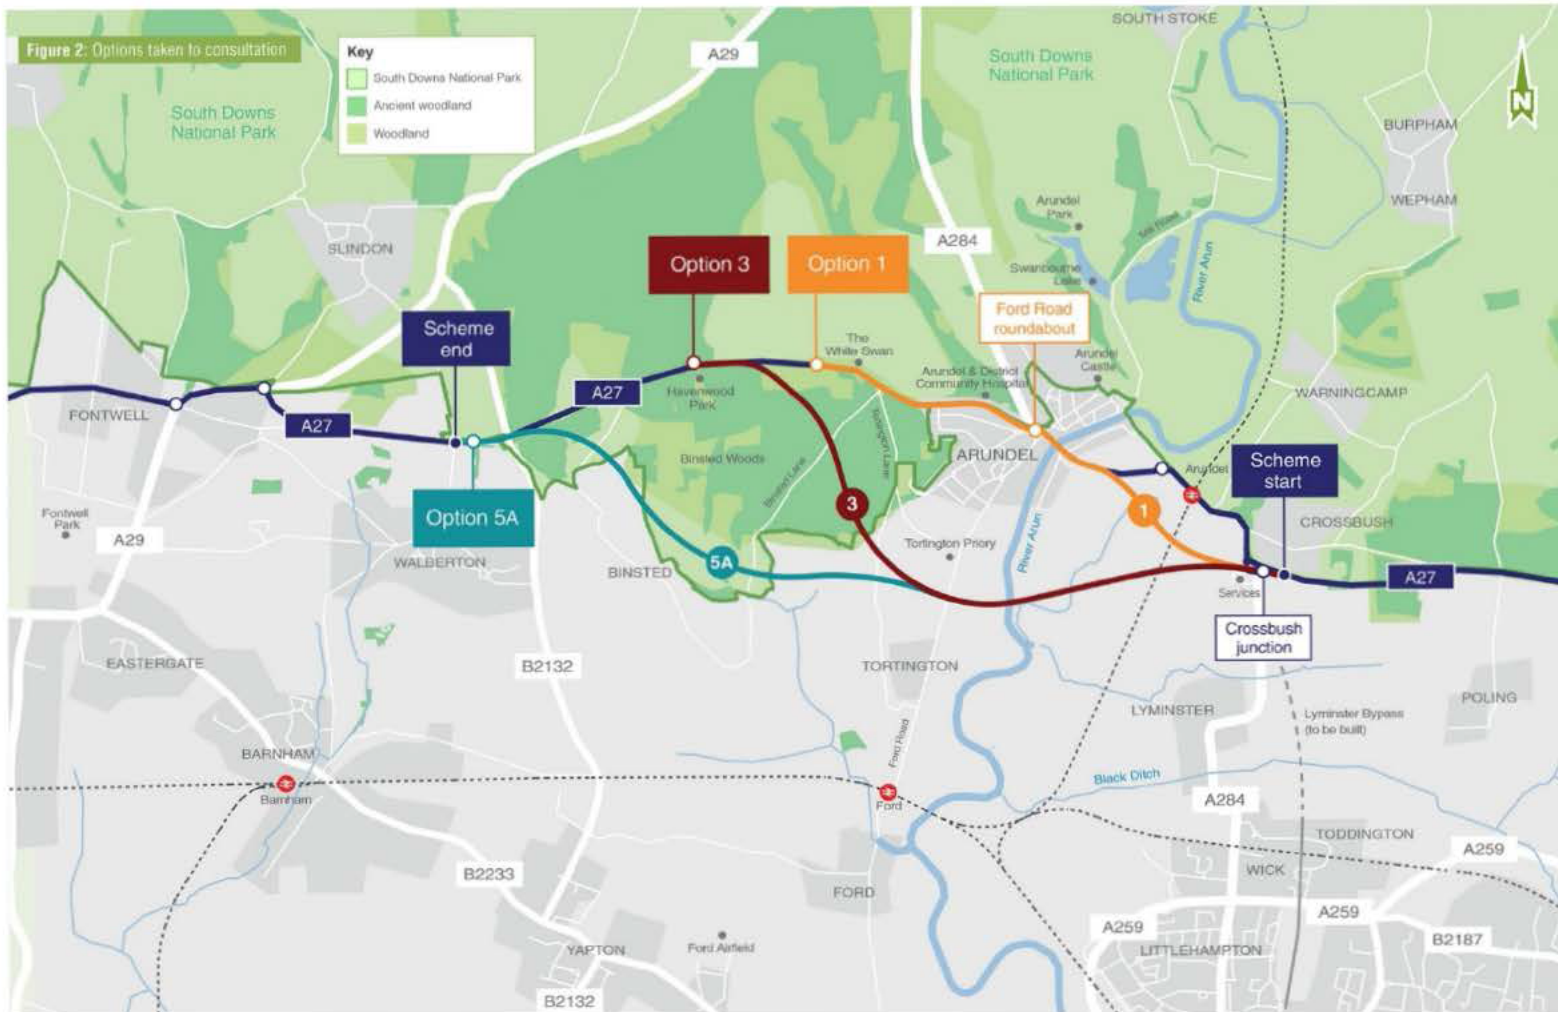 Figure 2: Options taken to consultation
Key
South Downs National Park
Ancient woodland
Woodland
South Downs
National Park
A29
South Downs
National Park
SOUTH STOKE
N
BURPHAM
WEPHAM
SLINDON
Arundel
Park
Mill Road
A284
Swanbourne
Lake
River Arun
Option 3
Option 1
Ford Road
roundabout
Scheme
end
The
White Swan
Arundel & District
Community Hospital
Arundel
Castle
A27
Havenwood
Park
WARNINGCAMP
FONTWELL
A27
Tortington Lane
ARUNDEL
Binsted Woods
Binsted Lane
Arundel
Scheme
start
Option 5A
3
1
CROSSBUSH
Fontwell
Park
A29
River Arun
Tortington Priory
WALBERTON
BINSTED
5A
A27
Services
Crossbush
junction
EASTERGATE
B2132
TORTINGTON
LYMINSTER
POLING
Lyminster Bypass
(to be built)
Ford Road
BARNHAM
Barnham
Black Ditch
Ford
A284
TODDINGTON
A259
B2233
FORD
WICK
A259
A259
B2187
YAPTON
Ford Airfield
LITTLEHAMPTON
B2132